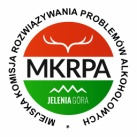 MIEJSKA KOMISJA ROZWIĄZYWANIA PROBLEMÓW ALKOHOLOWYCH
MKRPA
JELENIA GÓRA